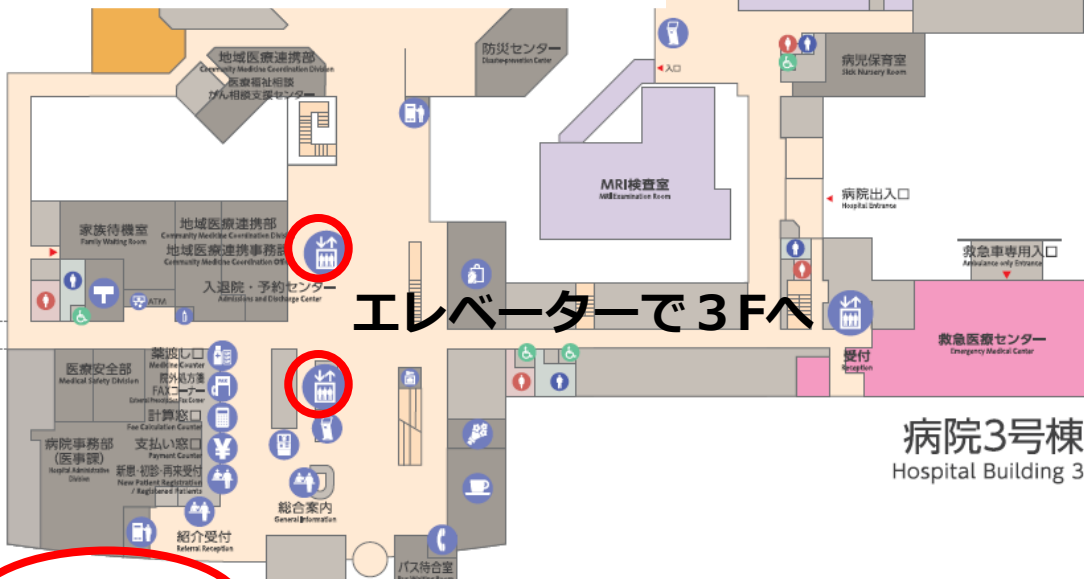 地域医療連携部
Community Medicine Coordination Division
医療福祉相談
がん相談支援センター
防災センター
Disaster-prevention Center
入口
病児保育室
Sick Nursery Room
MRI検査室
MRI Examination Room
病院出入口
Hospital Entrance
家族待機室
Family Waiting Room
地域医療連携部
Community Medicine Coordination Divis
地域医療連携事務部
Community Medicine Coordination Offi
入退院・予約センター
Admissions and Discharge Center
ATM
救急車専用入口
Ambulance only Entrance
エレベーターで3Fへ
救急医療センター
Emergency Medical Center
受付
Reception
医療安全部
Medical Safety Division
薬渡し口
Medicine Counter
院外処方箋
FAXコーナー
計算窓口
Fee Calculation Counter
病院事務部
(医事課)
Hospital Administrative
Division
支払い窓口
Payment Counter
新患・初診・再来受付
New Patient Registration
/ Registered Patients
¥
総合案内
General Information
紹介受付
Referral Reception
バス待合室
病院3号棟
Hospital Building 3